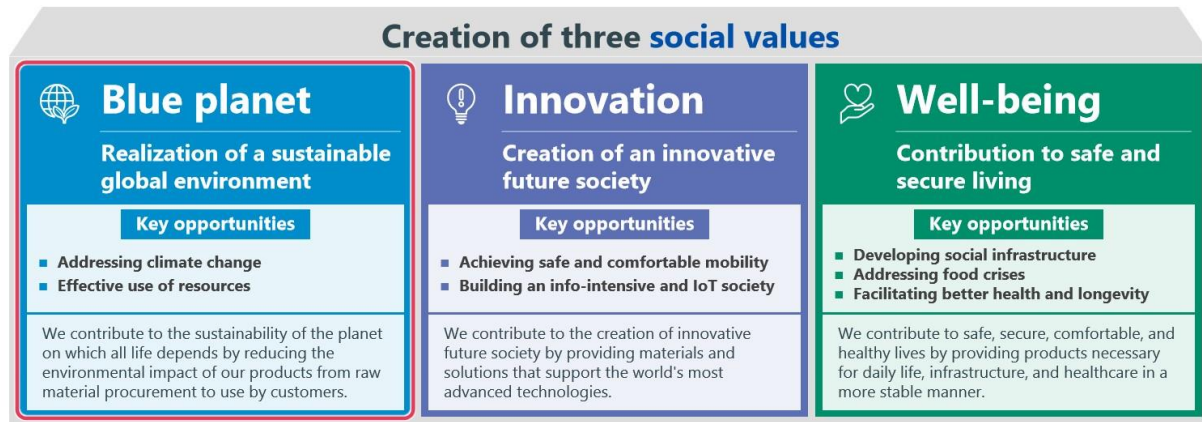 Creation of three social values
Blue planet
Realization of a sustainable
global environment
Key opportunities
■ Addressing climate change
■ Effective use of resources
We contribute to the sustainability of the planet
on which all life depends by reducing the
environmental impact of our products from raw
material procurement to use by customers.
Innovation
Creation of an innovative
future society
Key opportunities
■ Achieving safe and comfortable mobility
■ Building an info-intensive and IoT society
We contribute to the creation of innovative
future society by providing materials and
solutions that support the world's most
advanced technologies.
Well-being
Contribution to safe and
secure living
Key opportunities
■ Developing social infrastructure
■ Addressing food crises
■ Facilitating better health and longevity
We contribute to safe, secure, comfortable, and
healthy lives by providing products necessary
for daily life, infrastructure, and healthcare in a
more stable manner.